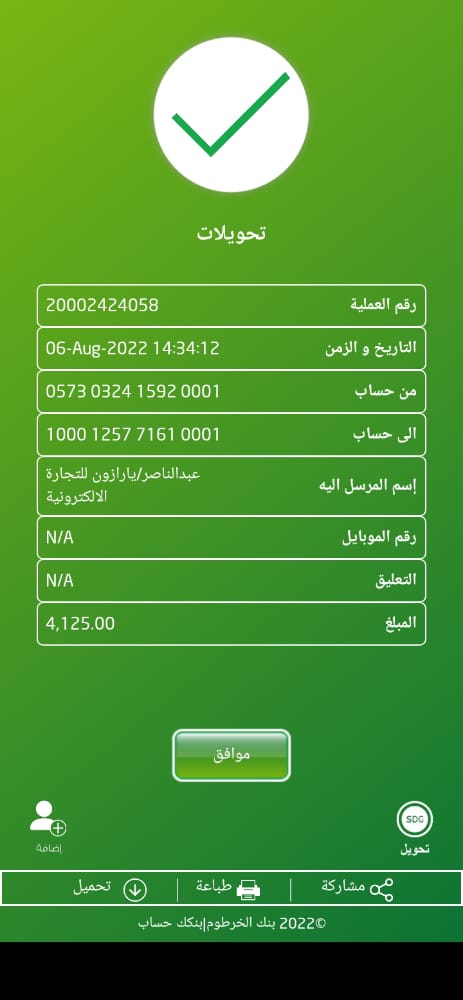 تحويلات
رقم العملية 20002424058
التاريخ و الزمن 06-Aug-2022 14:34:12
من حساب 0573 0324 1592 0001
الى حساب 1000 1257 7161 0001
إسم المرسل اليه عبدالناصر/يارازون للتجارة
الالكترونية
رقم الموبايل N/A
التعليق N/A
المبلغ 4,125.00
موافق
SDG
تحويل
إضافة
مشاركة
طباعة
تحميل
©2022 بنك الخرطوم|بنكك حساب